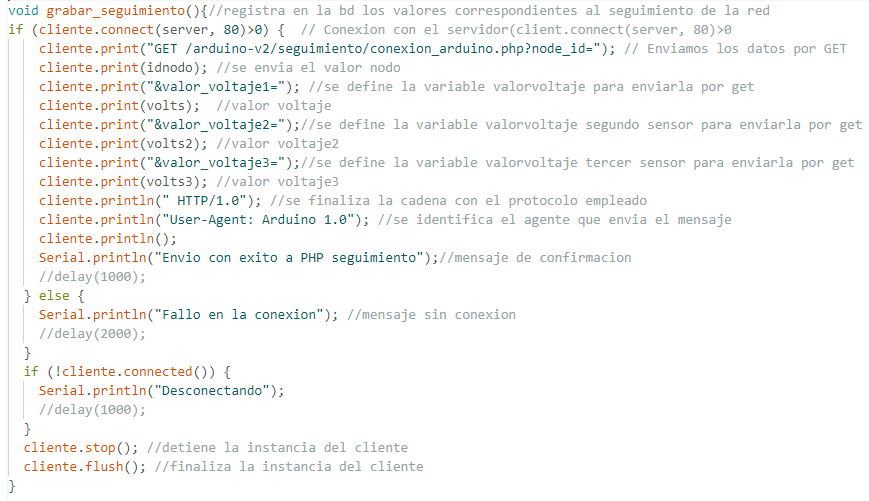 void grabar_seguimiento(){//registra en la bd los valores correspondientes al seguimiento de la red
if (cliente.connect(server, 80)>0) {  // Conexion con el servidor(client.connect(server, 80)>0
cliente.print("GET /arduino-v2/seguimiento/conexion_arduino.php?node_id="); // Enviamos los datos por GET
cliente.print(idnodo); //se envia el valor nodo
cliente.print("&valor_voltaje1="); //se define la variable valorvoltaje para enviarla por get
cliente.print(volts);  //valor voltaje
cliente.print("&valor_voltaje2=");//se define la variable valorvoltaje segundo sensor para enviarla por get
cliente.print(volts2); //valor voltaje2
cliente.print("&valor_voltaje3=");//se define la variable valorvoltaje tercer sensor para enviarla por get
cliente.print(volts3); //valor voltaje3
cliente.println(" HTTP/1.0"); //se finaliza la cadena con el protocolo empleado
cliente.println("User-Agent: Arduino 1.0"); //se identifica el agente que envia el mensaje
cliente.println();
Serial.println("Envio con exito a PHP seguimiento");//mensaje de confirmacion
//delay(1000);
} else {
Serial.println("Fallo en la conexion"); //mensaje sin conexion
//delay(2000);
}
if (!cliente.connected()) {
Serial.println("Desconectando");
//delay(1000);
}
cliente.stop(); //detiene la instancia del cliente
cliente.flush(); //finaliza la instancia del cliente
}